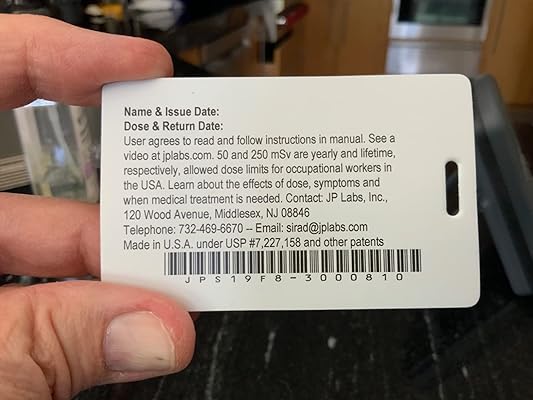 Name & Issue Date:
Dose & Return Date:
User agrees to read and follow instructions in manual. See a
video at jplabs.com. 50 and 250 mSv are yearly and lifetime,
respectively, allowed dose limits for occupational workers in
the USA. Learn about the effects of dose, symptoms and
when medical treatment is needed. Contact: JP Labs, Inc.,
120 Wood Avenue, Middlesex, NJ 08846
Telephone: 732-469-6670 -- Email: sirad@jplabs.com
Made in U.S.A. under USP #7,227,158 and other patents
JPS19F8-3000810